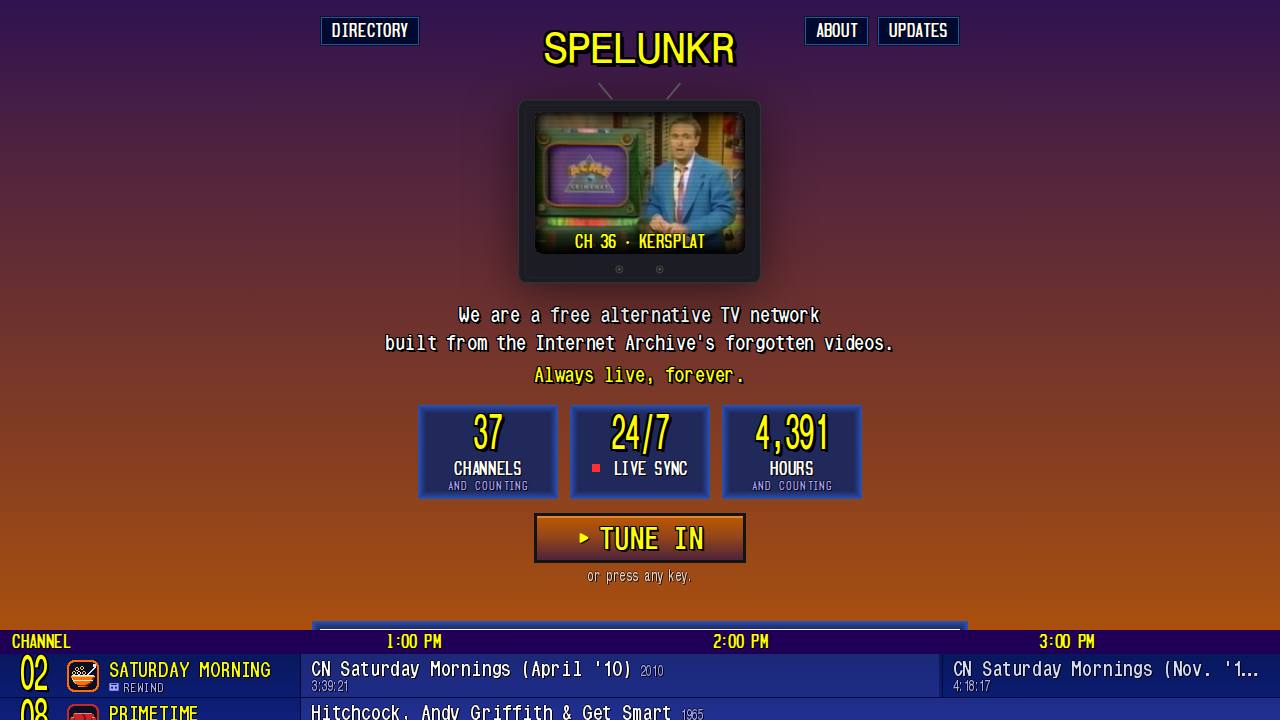 DIRECTORY
ABOUT
UPDATES
SPELUNKR
ACME
CRIMENET
CH 36 · KERSPLAT
We are a free alternative TV network
built from the Internet Archive's forgotten videos.
Always live, forever.
37
CHANNELS
AND COUNTING
24/7
LIVE SYNC
4,391
HOURS
AND COUNTING
TUNE IN
or press any key.
CHANNEL
1:00 PM
2:00 PM
3:00 PM
02
SATURDAY MORNING
REWIND
CN Saturday Mornings (April '10) 2010
3:39:21
CN Saturday Mornings (Nov. '1...
4:18:17
08
PRIMETIME
Hitchcock, Andy Griffith & Get Smart 1965